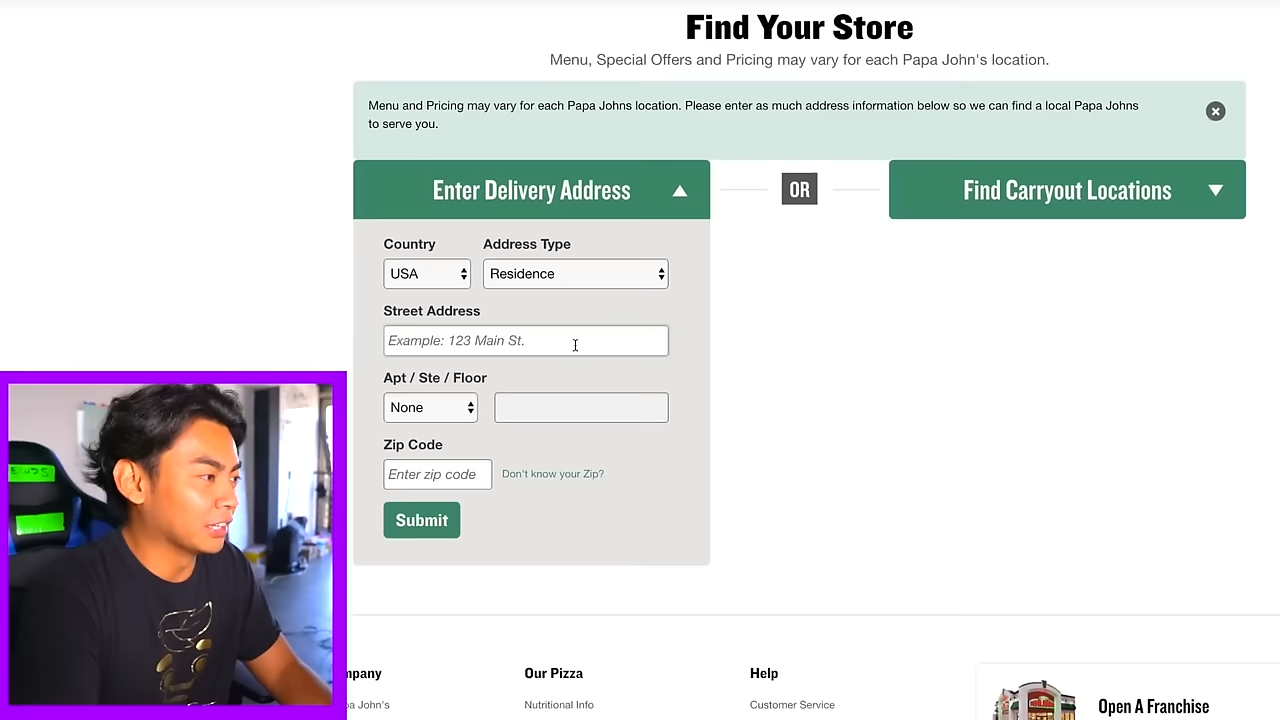 Find Your Store
Menu, Special Offers and Pricing may vary for each Papa John's location.
Menu and Pricing may vary for each Papa Johns location. Please enter as much address information below so we can find a local Papa Johns
to serve you.
Enter Delivery Address
OR
Find Carryout Locations
Country
Address Type
USA
Residence
Street Address
Example: 123 Main St.
Apt / Ste / Floor
None
Zip Code
Enter zip code
Don't know your Zip?
Submit
mpany
Our Pizza
Help
pa John's
Nutritional Info
Customer Service
Open A Franchise